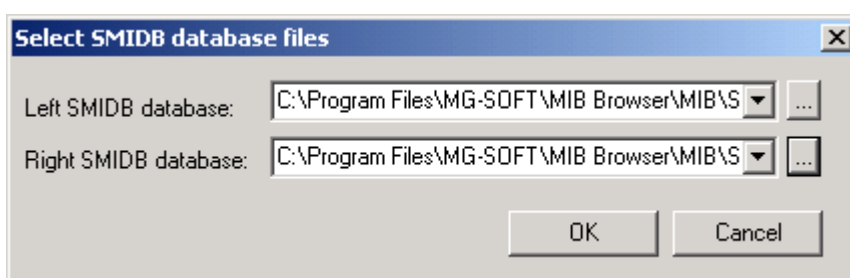 Select SMIDB database files
Left SMIDB database: C:\Program Files\MG-SOFT\MIB Browser\MIB\S ...
Right SMIDB database: C:\Program Files\MG-SOFT\MIB Browser\MIB\S ...
OK Cancel